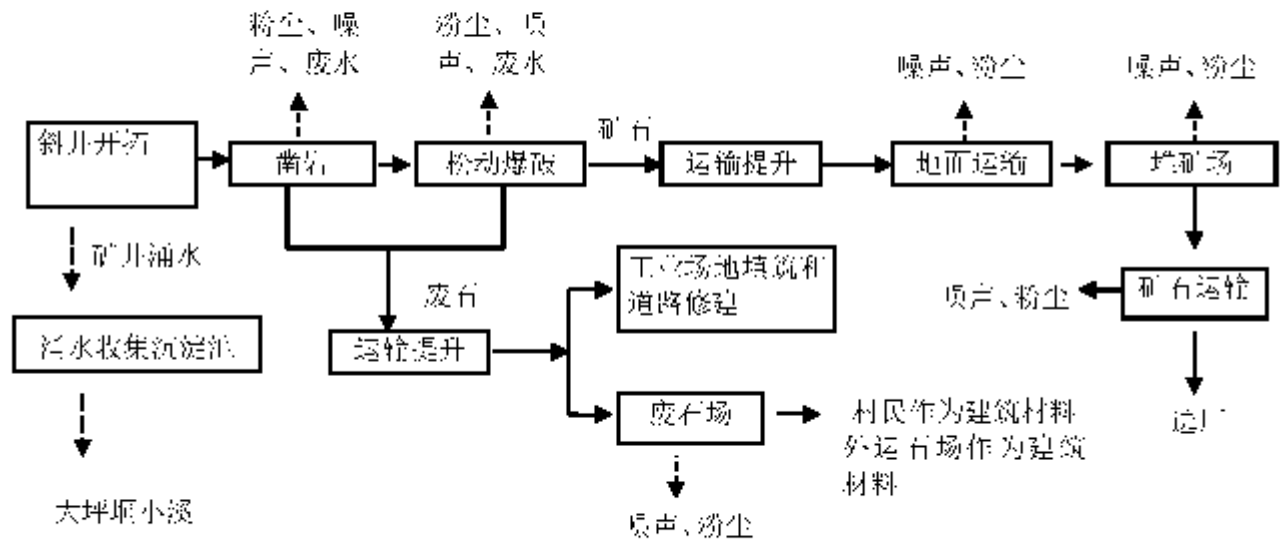 粉尘、噪
声、废水
粉尘、噪
声、废水
噪声、粉尘
噪声、粉尘
斜井开拓
凿岩
松动爆破
矿石
运输提升
地面运输
堆矿场
矿井涌水
废石
工业场地填筑和
道路修建
噪声、粉尘
矿石运输
污水收集沉淀池
运输提升
废石场
村民作为建筑材料
外运石场作为建筑
材料
选厂
大坪垌小溪
噪声、粉尘